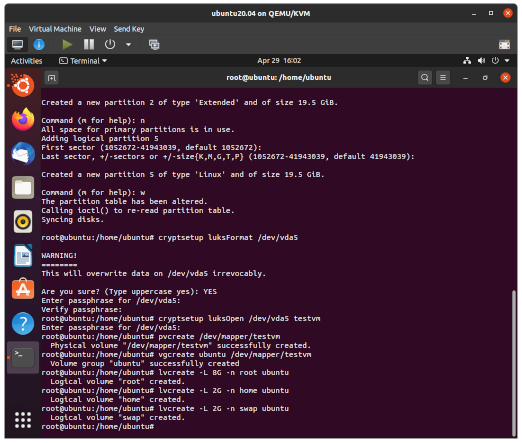 ubuntu20.04 on QEMU/KVM
File Virtual Machine View Send Key
Activities Terminal Apr 29 16:02
root@ubuntu: /home/ubuntu
Created a new partition 2 of type 'Extended' and of size 19.5 GiB.
Command (m for help): n
All space for primary partitions is in use.
Adding logical partition 5
First sector (1052672-41943039, default 1052672):
Last sector, +/-sectors or +/-size{K,M,G,T,P} (1052672-41943039, default 41943039):
Created a new partition 5 of type 'Linux' and of size 19.5 GiB.
Command (m for help): w
The partition table has been altered.
Calling ioctl() to re-read partition table.
Syncing disks.
root@ubuntu:/home/ubuntu# cryptsetup luksFormat /dev/vda5
WARNING!
========
This will overwrite data on /dev/vda5 irrevocably.
Are you sure? (Type uppercase yes): YES
Enter passphrase for /dev/vda5:
Verify passphrase:
root@ubuntu:/home/ubuntu# cryptsetup luksOpen /dev/vda5 testvm
Enter passphrase for /dev/vda5:
root@ubuntu:/home/ubuntu# pvcreate /dev/mapper/testvm
Physical volume "/dev/mapper/testvm" successfully created.
root@ubuntu:/home/ubuntu# vgcreate ubuntu /dev/mapper/testvm
Volume group "ubuntu" successfully created
root@ubuntu:/home/ubuntu# lvcreate -L 8G -n root ubuntu
Logical volume "root" created.
root@ubuntu:/home/ubuntu# lvcreate -L 2G -n home ubuntu
Logical volume "home" created.
root@ubuntu:/home/ubuntu# lvcreate -L 2G -n swap ubuntu
Logical volume "swap" created.
root@ubuntu:/home/ubuntu#